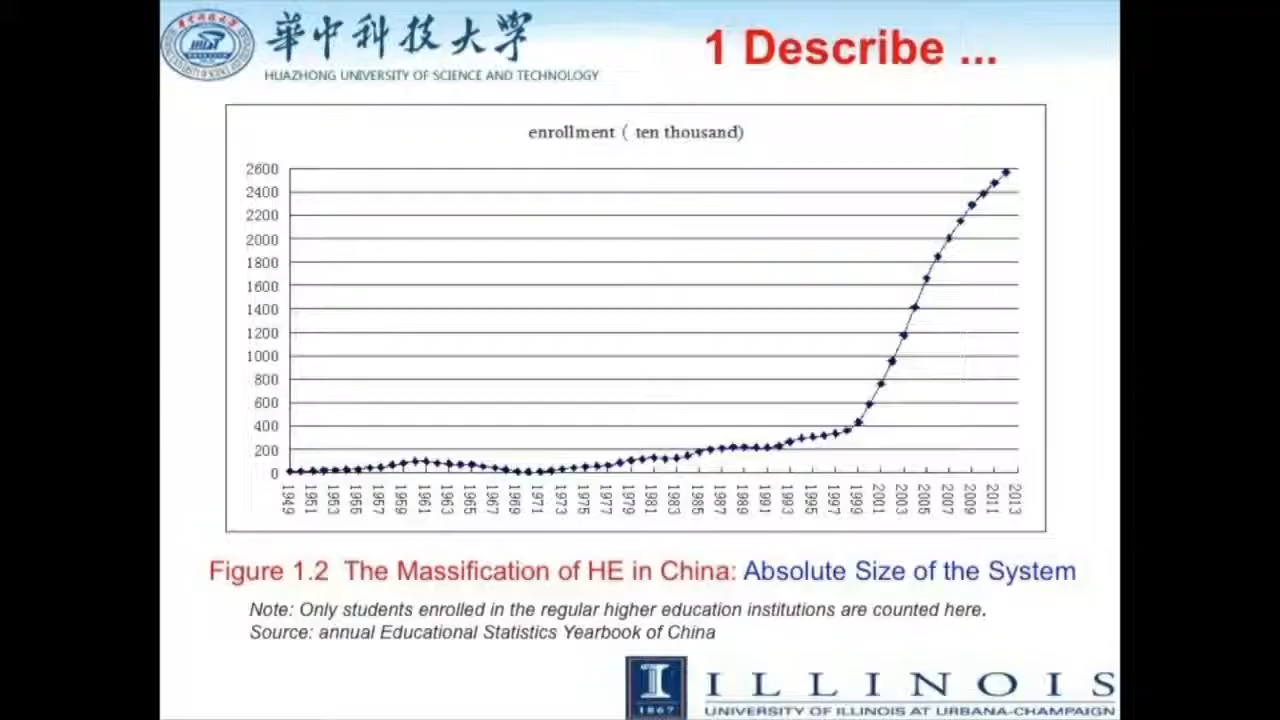 華中科技大学
HUAZHONG UNIVERSITY OF SCIENCE AND TECHNOLOGY
1 Describe ...
enrollment ( ten thousand)
2600
2400
2200
2000
1800
1600
1400
1200
1000
800
600
400
200
0
1949 1951 1953 1955 1957 1959 1961 1963 1965 1967 1969 1971 1973 1975 1977 1979 1981 1983 1985 1987 1989 1991 1993 1995 1997 1999 2001 2003 2005 2007 2009 2011 2013
Figure 1.2 The Massification of HE in China: Absolute Size of the System
Note: Only students enrolled in the regular higher education institutions are counted here.
Source: annual Educational Statistics Yearbook of China
I ILLINOIS
1867 UNIVERSITY OF ILLINOIS AT URBANA-CHAMPAIGN